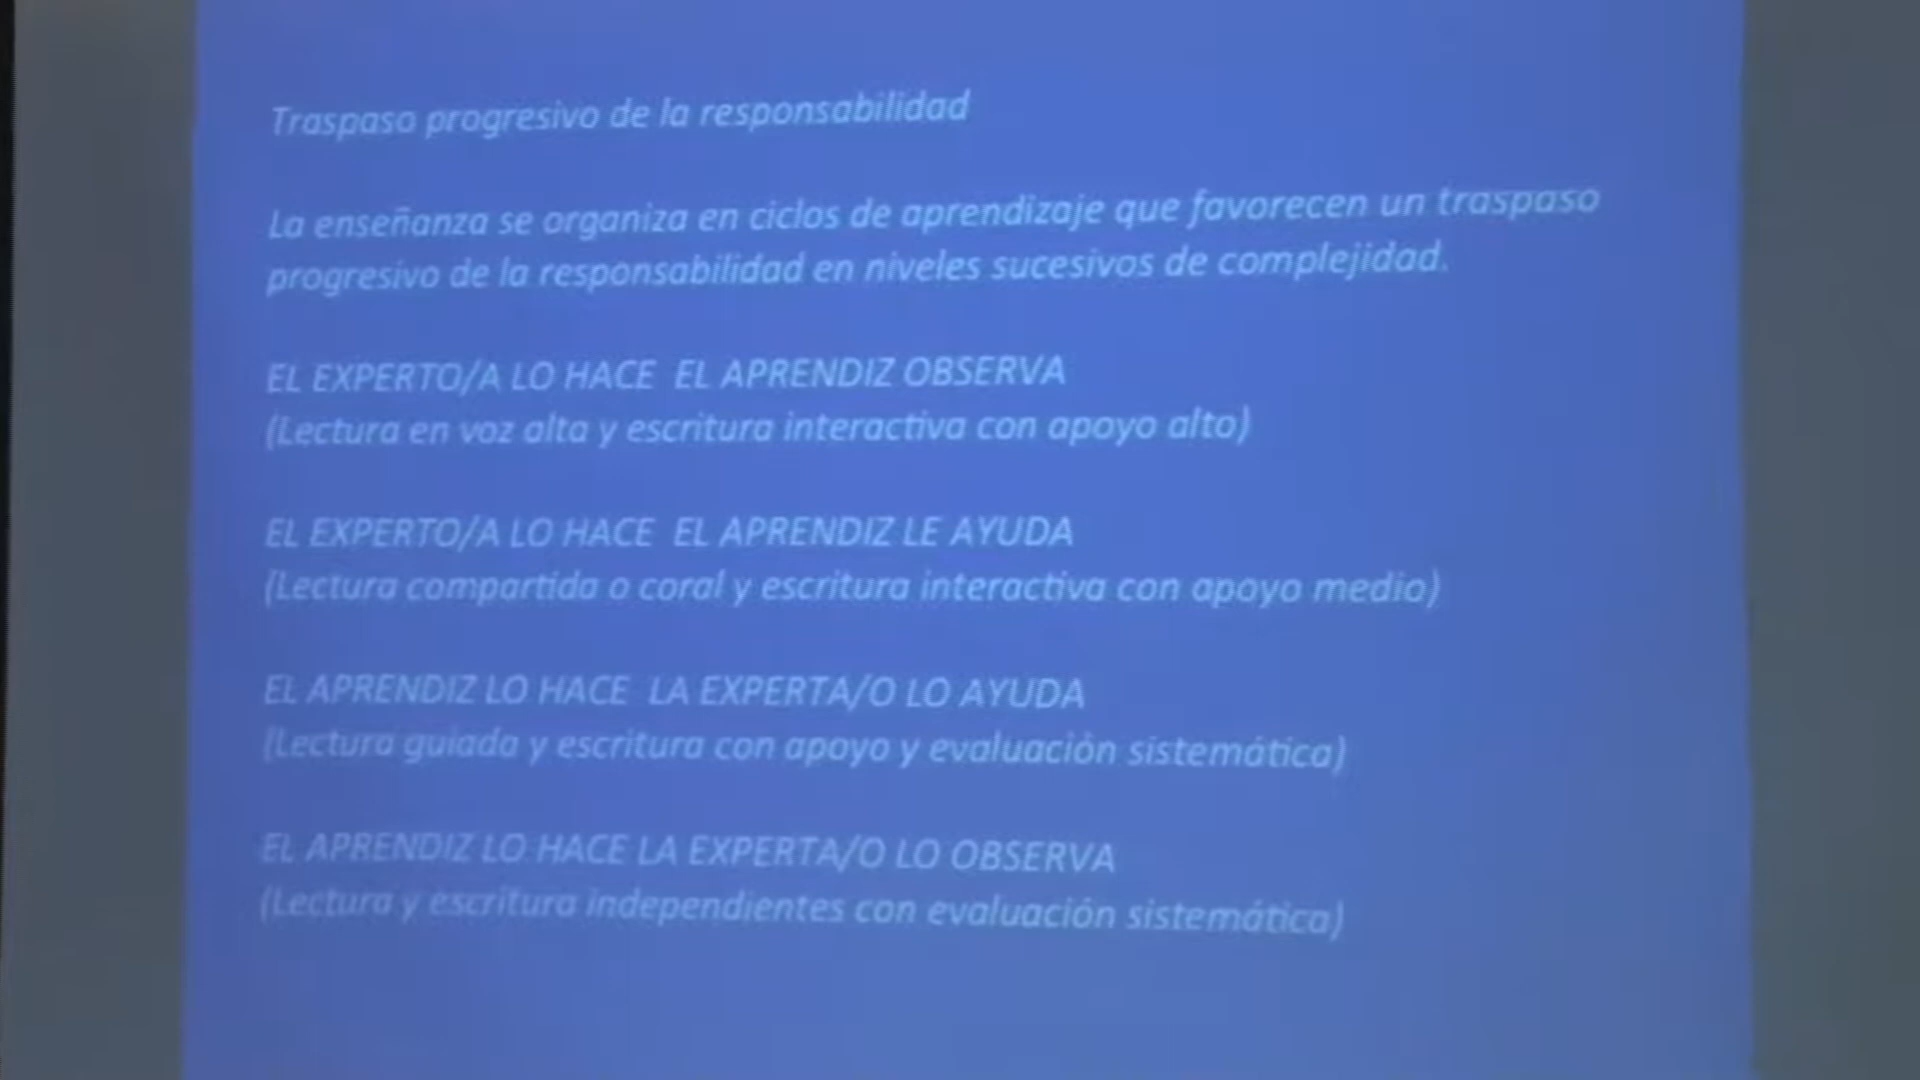 Traspaso progresivo de la responsabilidad
La enseñanza se organiza en ciclos de aprendizaje que favorecen un traspaso
progresivo de la responsabilidad en niveles sucesivos de complejidad.
EL EXPERTO/A LO HACE EL APRENDIZ OBSERVA
(Lectura en voz alta y escritura interactiva con apoyo alto)
EL EXPERTO/A LO HACE EL APRENDIZ LE AYUDA
(Lectura compartida o coral y escritura interactiva con apoyo medio)
EL APRENDIZ LO HACE LA EXPERTA/O LO AYUDA
(Lectura guiada y escritura con apoyo y evaluación sistemática)
EL APRENDIZ LO HACE LA EXPERTA/O LO OBSERVA
(Lectura y escritura independientes con evaluación sistemática)